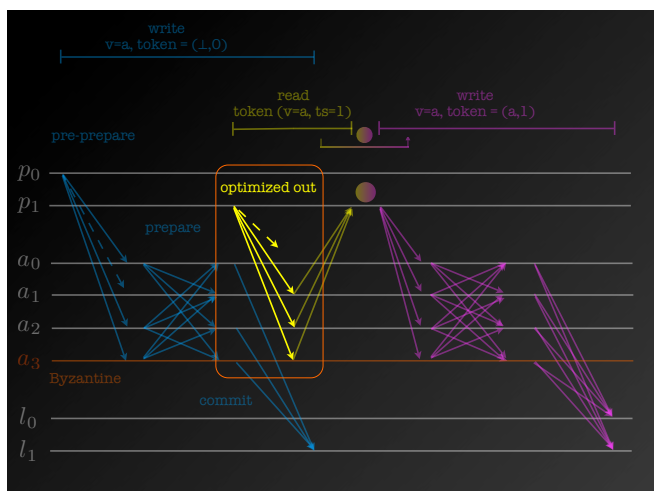 write
v=a, token = (⊥,0)
read
token (v=a, ts=1)
write
v=a, token = (a,1)
pre-prepare
p0
optimized out
p1
prepare
a0
a1
a2
a3
Byzantine
commit
l0
l1